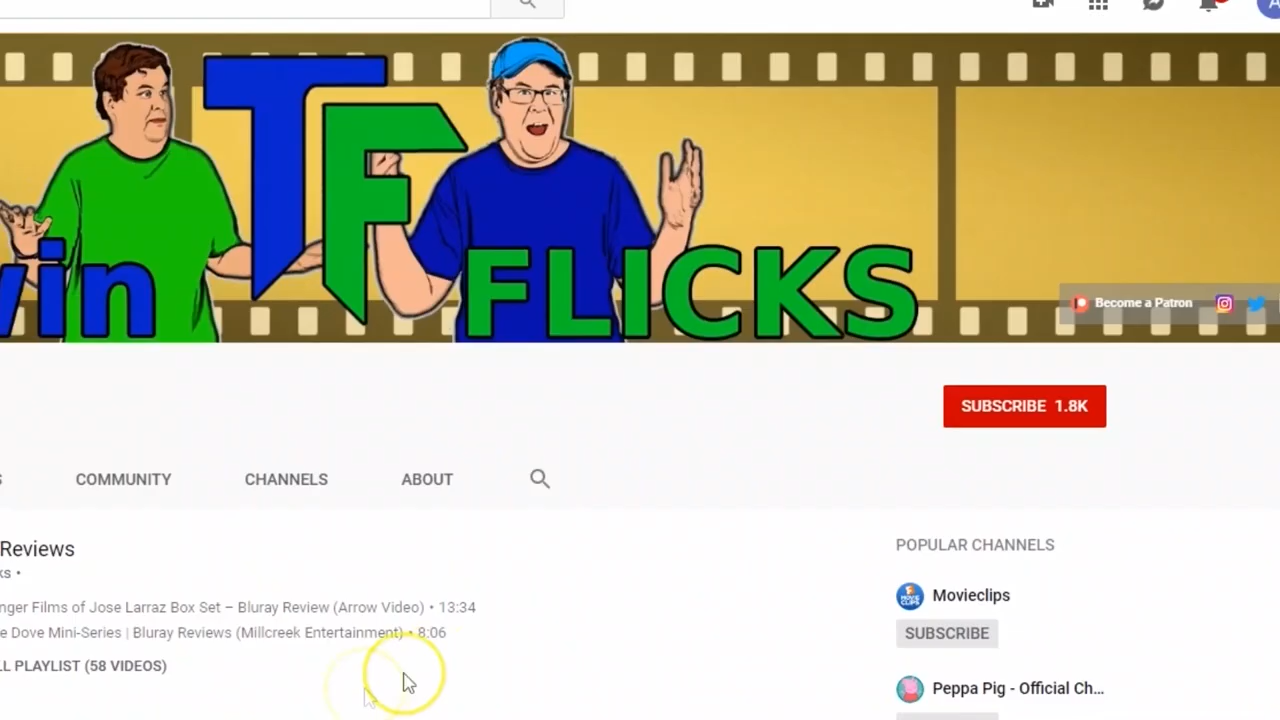 TF
win FLICKS
Become a Patron
SUBSCRIBE 1.8K
S COMMUNITY CHANNELS ABOUT
Reviews
ks •
POPULAR CHANNELS
Movieclips
SUBSCRIBE
nger Films of Jose Larraz Box Set – Bluray Review (Arrow Video) • 13:34
e Dove Mini-Series | Bluray Reviews (Millcreek Entertainment) • 8:06
LL PLAYLIST (58 VIDEOS)
Peppa Pig - Official Ch...